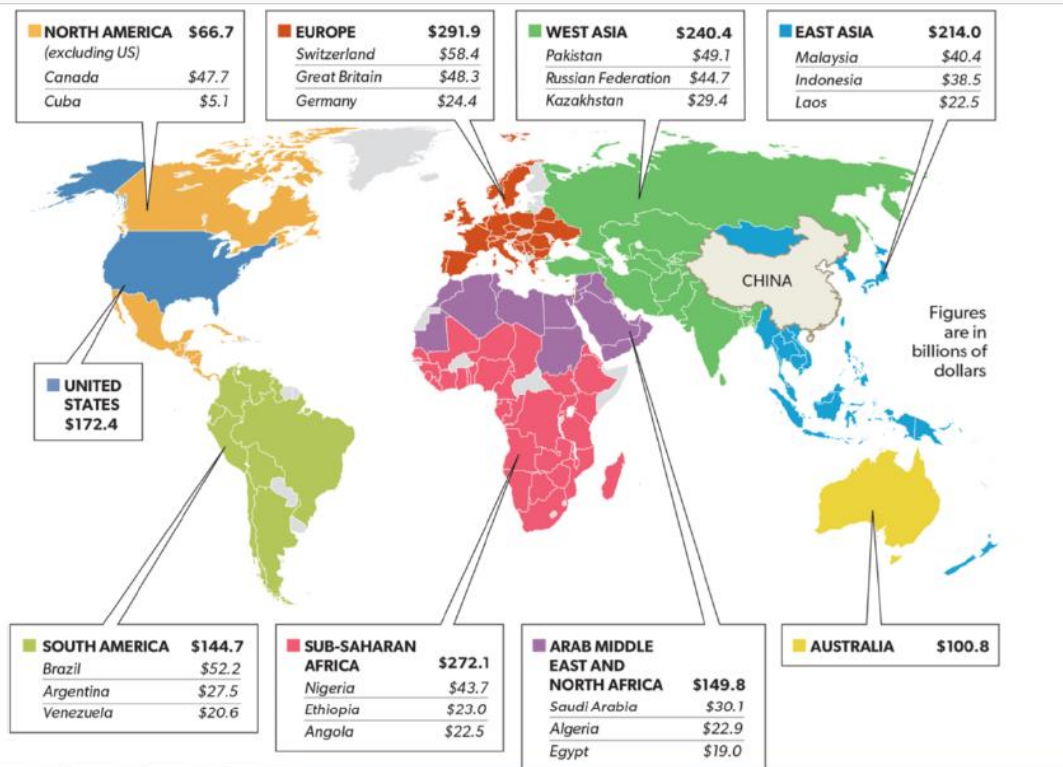 NORTH AMERICA $66.7
(excluding US)
Canada $47.7
Cuba $5.1
EUROPE $291.9
Switzerland $58.4
Great Britain $48.3
Germany $24.4
WEST ASIA $240.4
Pakistan $49.1
Russian Federation $44.7
Kazakhstan $29.4
EAST ASIA $214.0
Malaysia $40.4
Indonesia $38.5
Laos $22.5
CHINA
Figures
are in
billions of
dollars
UNITED
STATES
$172.4
SOUTH AMERICA $144.7
Brazil $52.2
Argentina $27.5
Venezuela $20.6
SUB-SAHARAN
AFRICA $272.1
Nigeria $43.7
Ethiopia $23.0
Angola $22.5
ARAB MIDDLE
EAST AND
NORTH AFRICA $149.8
Saudi Arabia $30.1
Algeria $22.9
Egypt $19.0
AUSTRALIA $100.8